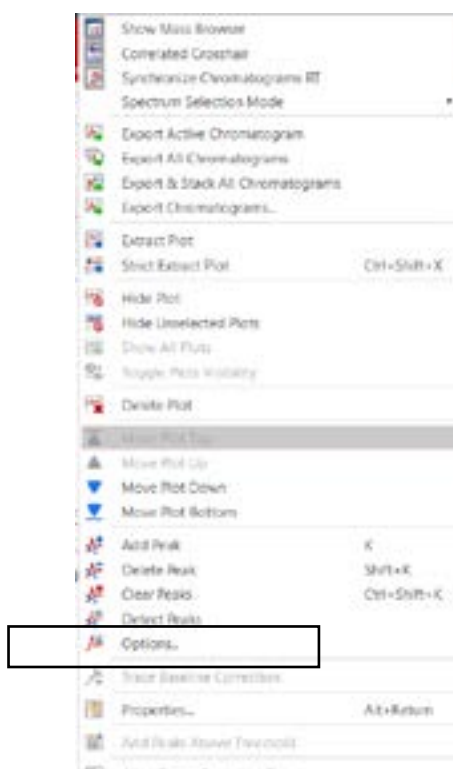 Show Mass Browser
Correlated Crosshair
Synchronize Chromatograms RT
Spectrum Selection Mode
Export Active Chromatogram
Export All Chromatograms
Export & Stack All Chromatograms
Export Chromatograms...
Extract Plot
Strict Extract Plot Ctrl+Shift+X
Hide Plot
Hide Unselected Plots
Show All Plots
Toggle Plots Visibility
Delete Plot
Move Plot Top
Move Plot Up
Move Plot Down
Move Plot Bottom
Add Peak K
Delete Peak Shift+K
Clear Peaks Ctrl+Shift+K
Detect Peaks
Options...
Trace Baseline Correction
Properties... Alt+Return
Add Peaks Above Threshold